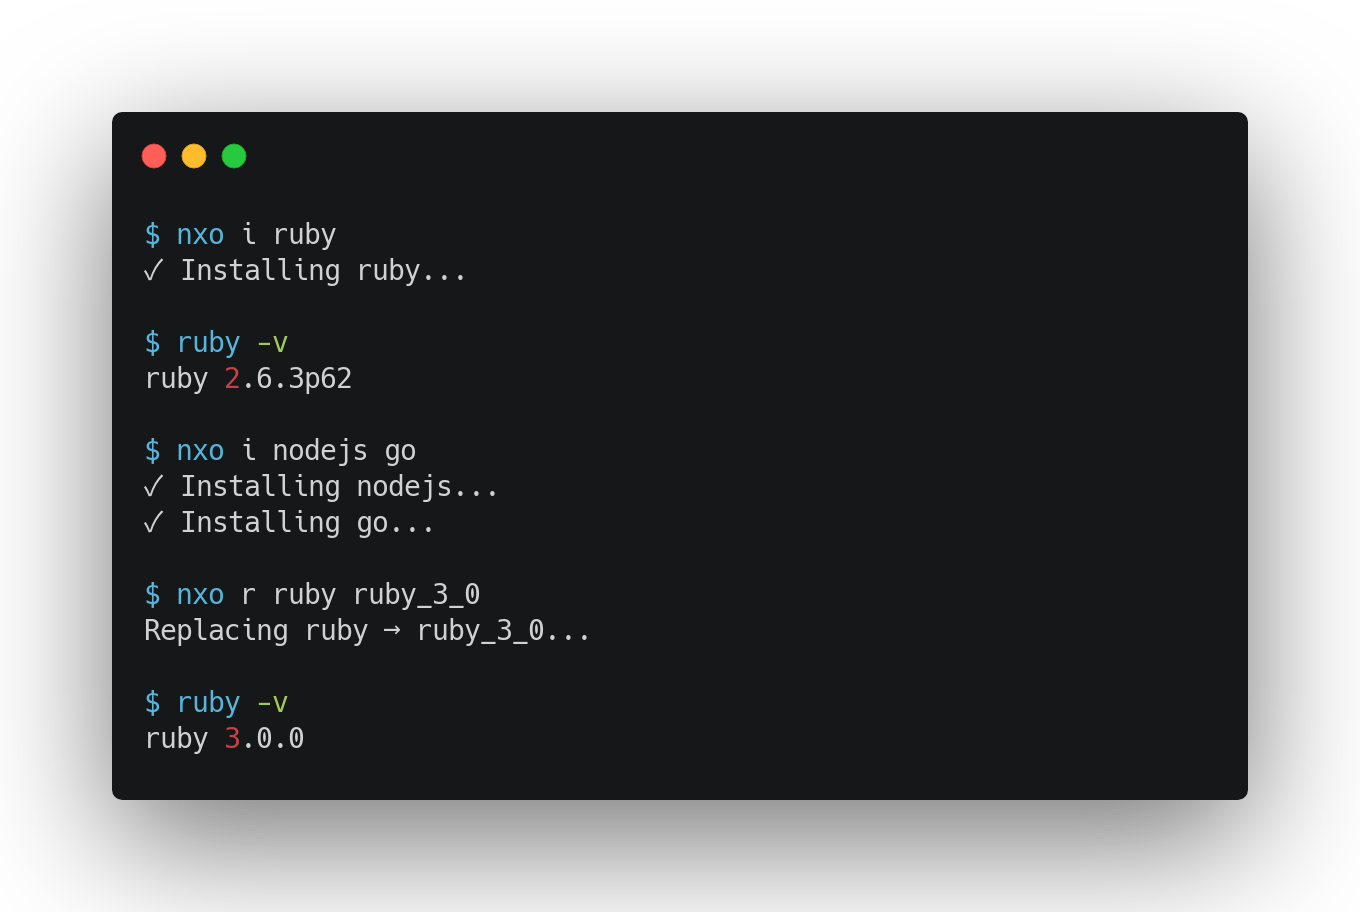 $ nxo i ruby
✓ Installing ruby...
$ ruby -v
ruby 2.6.3p62
$ nxo i nodejs go
✓ Installing nodejs...
✓ Installing go...
$ nxo r ruby ruby_3_0
Replacing ruby → ruby_3_0...
$ ruby -v
ruby 3.0.0